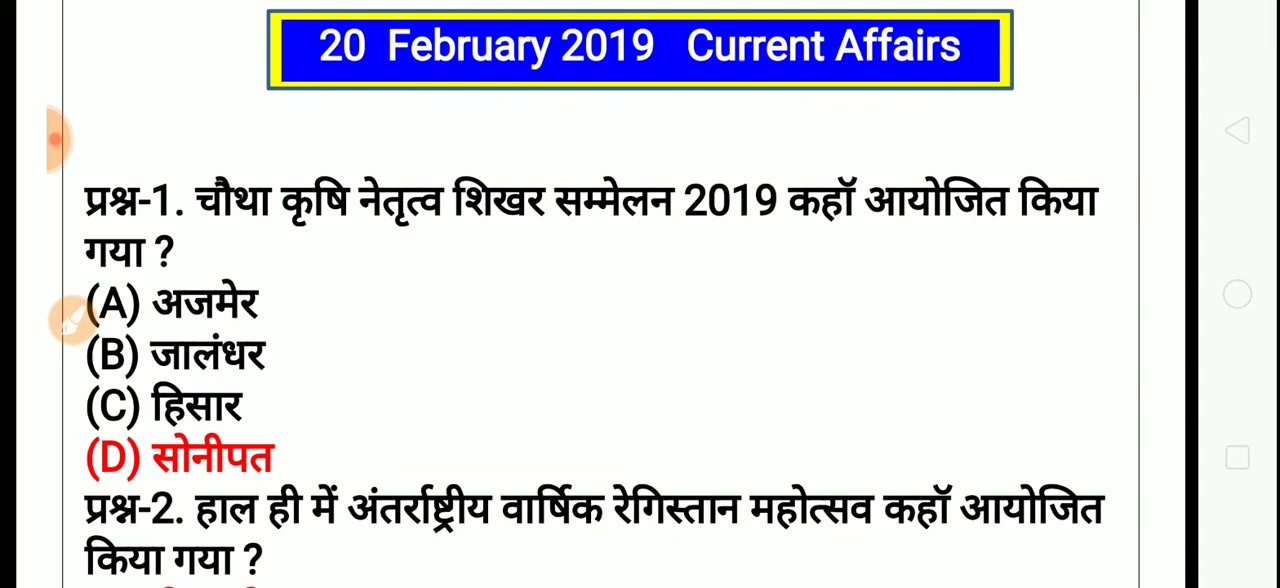 20 February 2019 Current Affairs
प्रश्न-1. चौथा कृषि नेतृत्व शिखर सम्मेलन 2019 कहॉ आयोजित किया
गया ?
(A) अजमेर
(B) जालंधर
(C) हिसार
(D) सोनीपत
प्रश्न-2. हाल ही में अंतर्राष्ट्रीय वार्षिक रेगिस्तान महोत्सव कहॉ आयोजित
किया गया ?